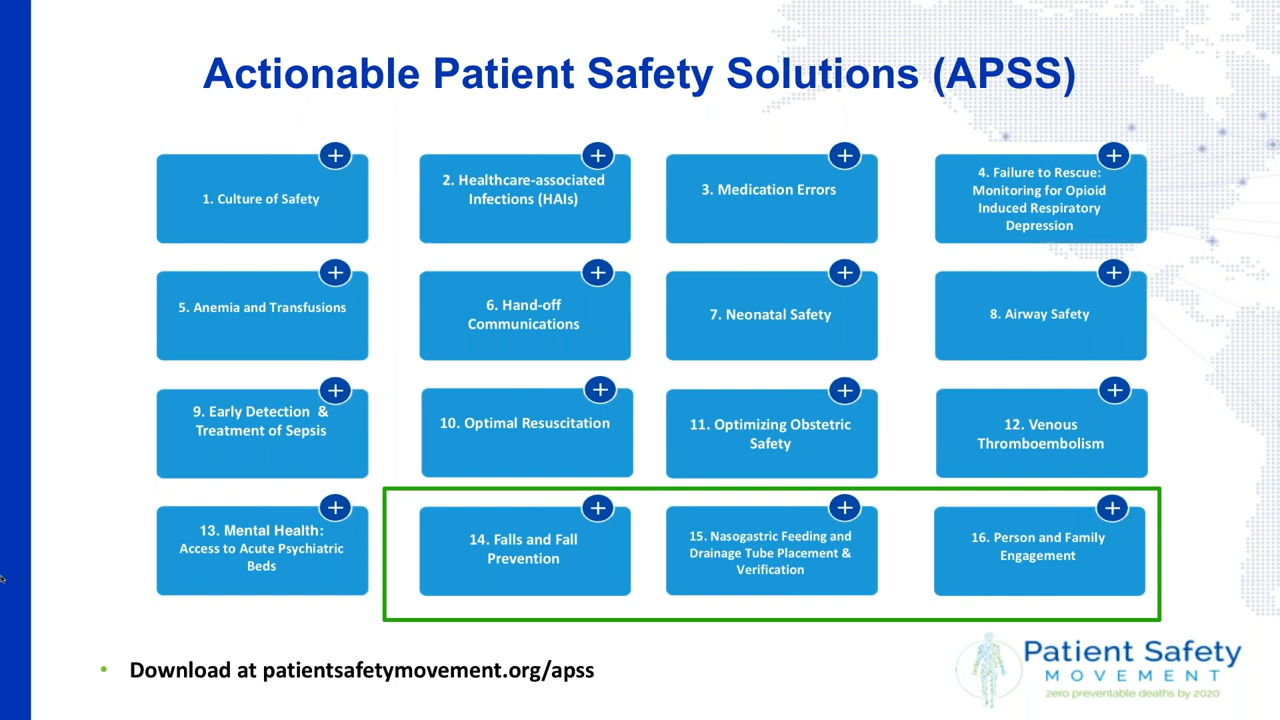 Actionable Patient Safety Solutions (APSS)
1. Culture of Safety
2. Healthcare-associated
Infections (HAIs)
3. Medication Errors
4. Failure to Rescue:
Monitoring for Opioid
Induced Respiratory
Depression
5. Anemia and Transfusions
6. Hand-off
Communications
7. Neonatal Safety
8. Airway Safety
9. Early Detection &
Treatment of Sepsis
10. Optimal Resuscitation
11. Optimizing Obstetric
Safety
12. Venous
Thromboembolism
13. Mental Health:
Access to Acute Psychiatric
Beds
14. Falls and Fall
Prevention
15. Nasogastric Feeding and
Drainage Tube Placement &
Verification
16. Person and Family
Engagement
• Download at patientsafetymovement.org/apss
Patient Safety
MOVEMENT
zero preventable deaths by 2020